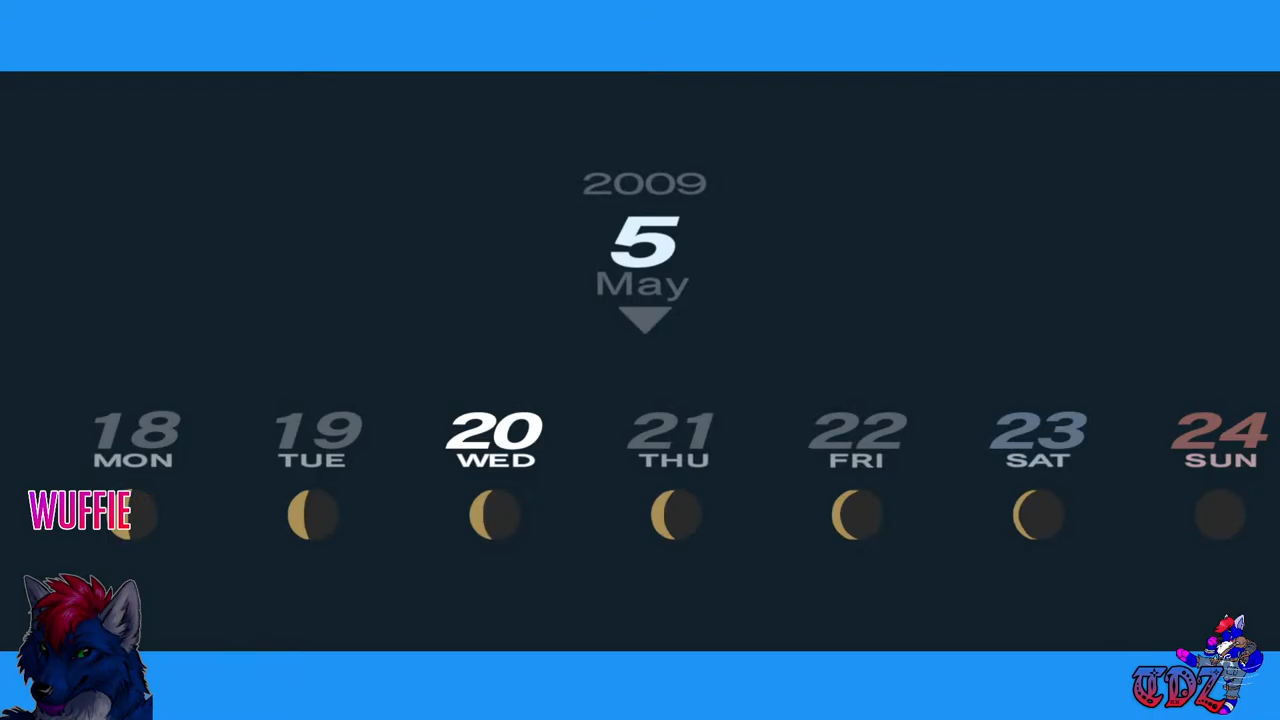 2009
5
May
18 19 20 21 22 23 24
MON TUE WED THU FRI SAT SUN
WUFFIE
TDZ